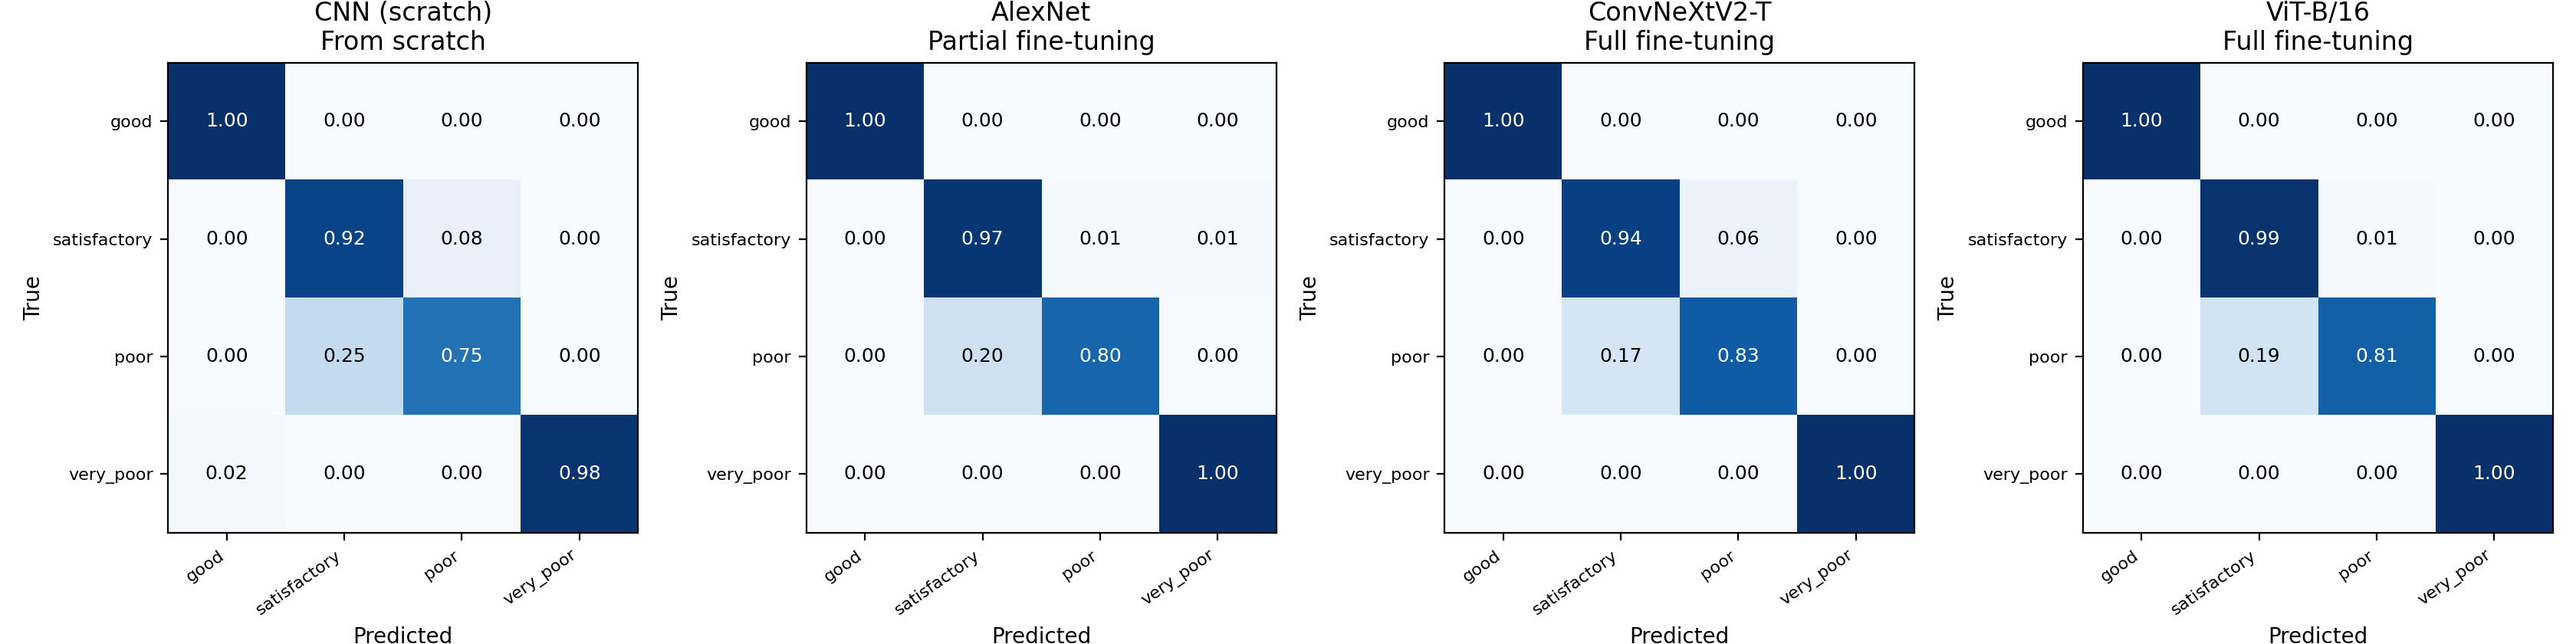 CNN (scratch)
From scratch
True
good 1.00 0.00 0.00 0.00
satisfactory 0.00 0.92 0.08 0.00
poor 0.00 0.25 0.75 0.00
very_poor 0.02 0.00 0.00 0.98
good satisfactory poor very_poor
Predicted
AlexNet
Partial fine-tuning
True
good 1.00 0.00 0.00 0.00
satisfactory 0.00 0.97 0.01 0.01
poor 0.00 0.20 0.80 0.00
very_poor 0.00 0.00 0.00 1.00
good satisfactory poor very_poor
Predicted
ConvNeXtV2-T
Full fine-tuning
True
good 1.00 0.00 0.00 0.00
satisfactory 0.00 0.94 0.06 0.00
poor 0.00 0.17 0.83 0.00
very_poor 0.00 0.00 0.00 1.00
good satisfactory poor very_poor
Predicted
ViT-B/16
Full fine-tuning
True
good 1.00 0.00 0.00 0.00
satisfactory 0.00 0.99 0.01 0.00
poor 0.00 0.19 0.81 0.00
very_poor 0.00 0.00 0.00 1.00
good satisfactory poor very_poor
Predicted